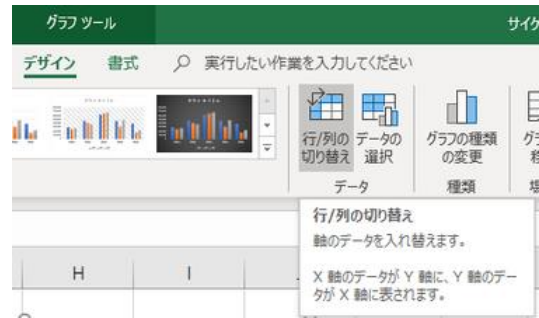 グラフ ツール
サイケ
デザイン 書式 実行したい作業を入力してください
行/列の切り替え
データの選択
グラフの種類の変更
データ
種類
行/列の切り替え
軸のデータを入れ替えます。
X 軸のデータが Y 軸に、Y 軸のデー
タが X 軸に表されます。
H I